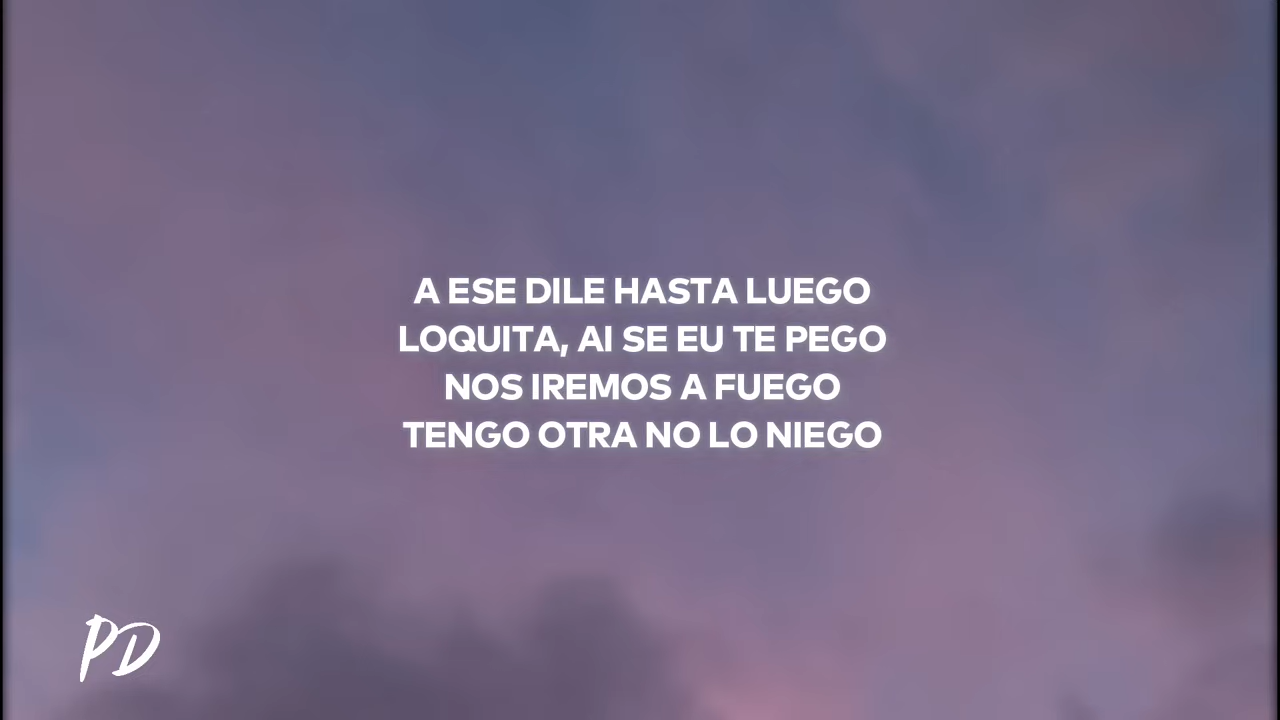 A ESE DILE HASTA LUEGO
LOQUITA, AI SE EU TE PEGO
NOS IREMOS A FUEGO
TENGO OTRA NO LO NIEGO
PD